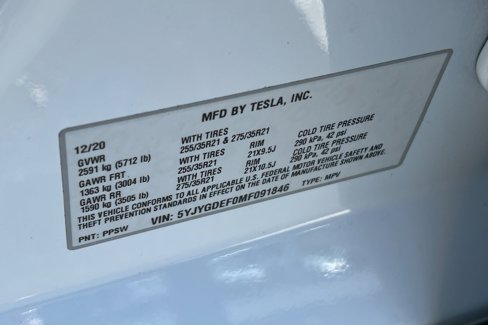 MFD BY TESLA, INC.
12/20
GVWR WITH TIRES COLD TIRE PRESSURE
2591 kg (5712 lb) 255/35R21 & 275/35R21 290 kPa, 42 psi
GAWR FRT WITH TIRES RIM COLD TIRE PRESSURE
1363 kg (3004 lb) 255/35R21 21X9.5J 290 kPa, 42 psi
GAWR RR WITH TIRES RIM
1590 kg (3505 lb) 275/35R21 21X10.5J
THIS VEHICLE CONFORMS TO ALL APPLICABLE U.S. FEDERAL MOTOR VEHICLE SAFETY AND
THEFT PREVENTION STANDARDS IN EFFECT ON THE DATE OF MANUFACTURE SHOWN ABOVE.
VIN: 5YJYGDEF0MF091846 TYPE: MPV
PNT: PPSW